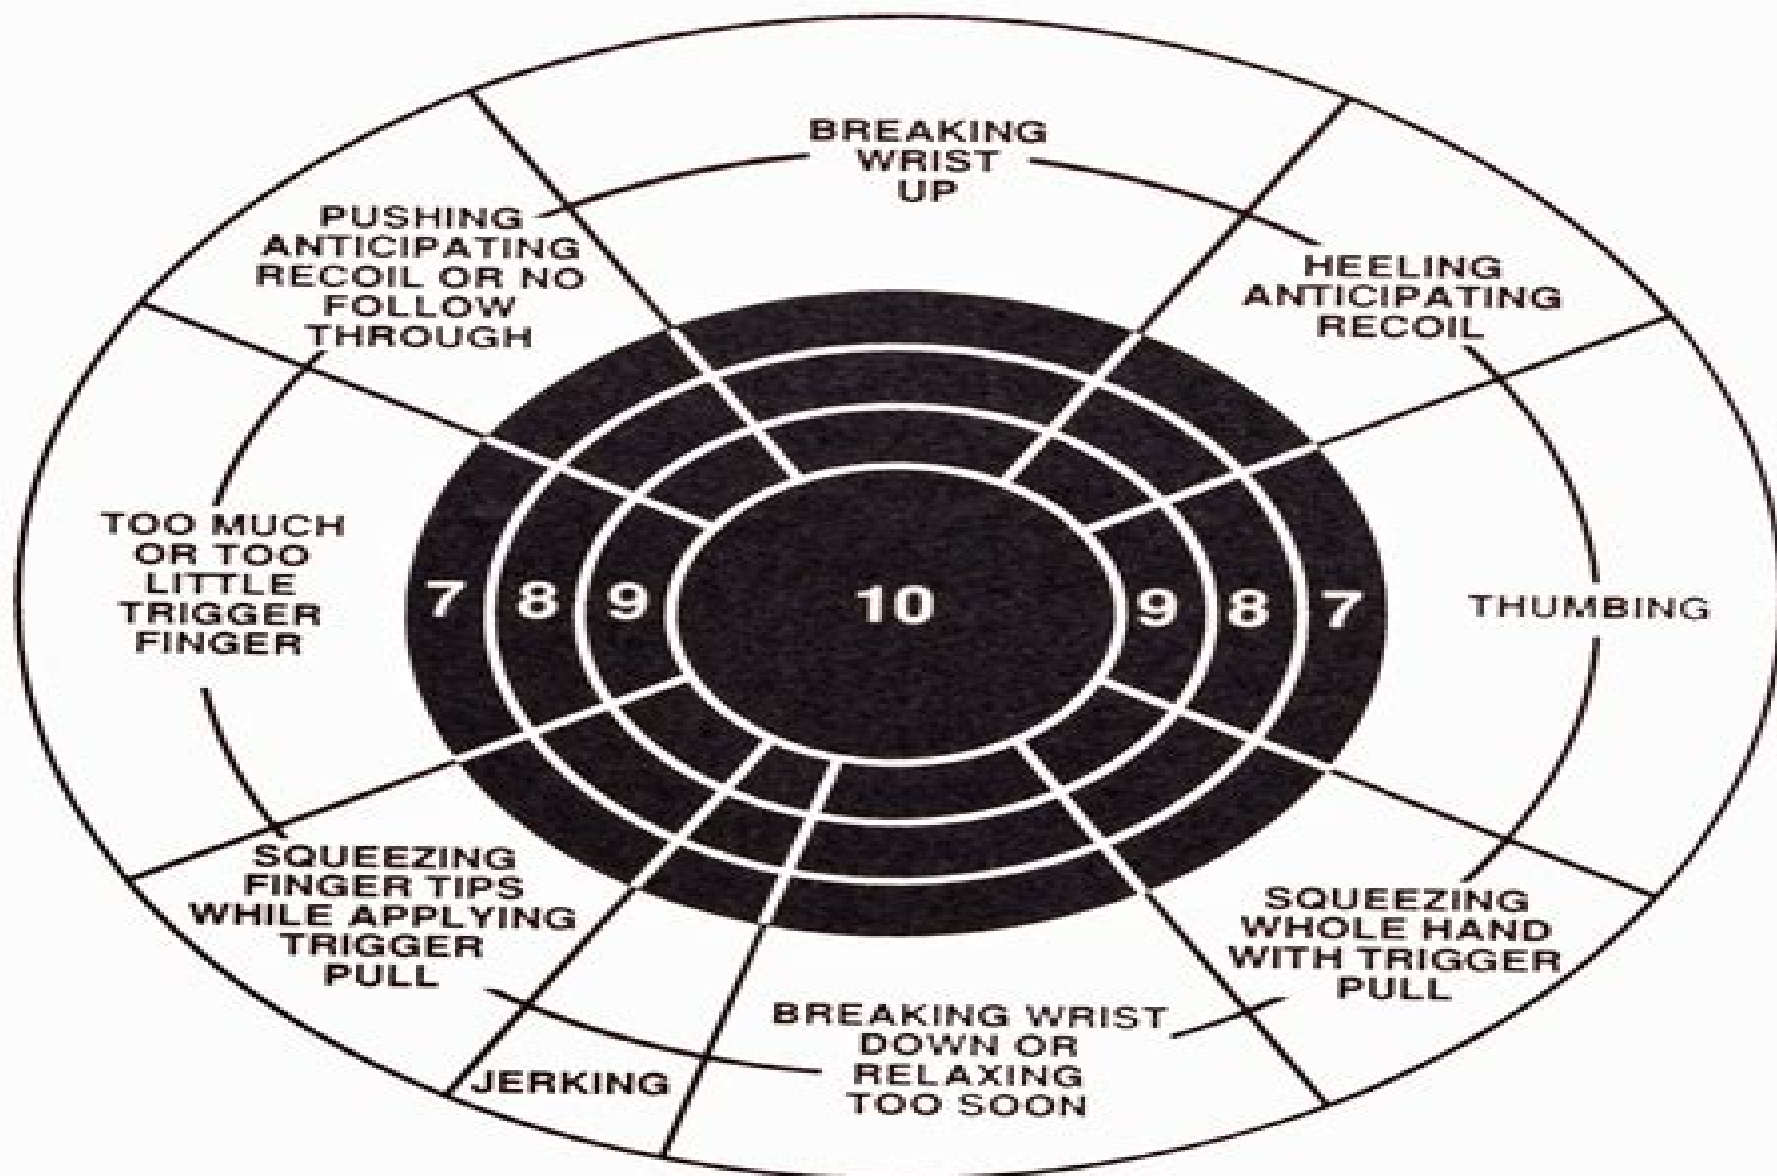 BREAKING
WRIST
UP
PUSHING
ANTICIPATING
RECOIL OR NO
FOLLOW
THROUGH
HEELING
ANTICIPATING
RECOIL
TOO MUCH
OR TOO
LITTLE
TRIGGER
FINGER
7 8 9 10 9 8 7
THUMBING
SQUEEZING
FINGER TIPS
WHILE APPLYING
TRIGGER
PULL
JERKING
BREAKING WRIST
DOWN OR
RELAXING
TOO SOON
SQUEEZING
WHOLE HAND
WITH TRIGGER
PULL